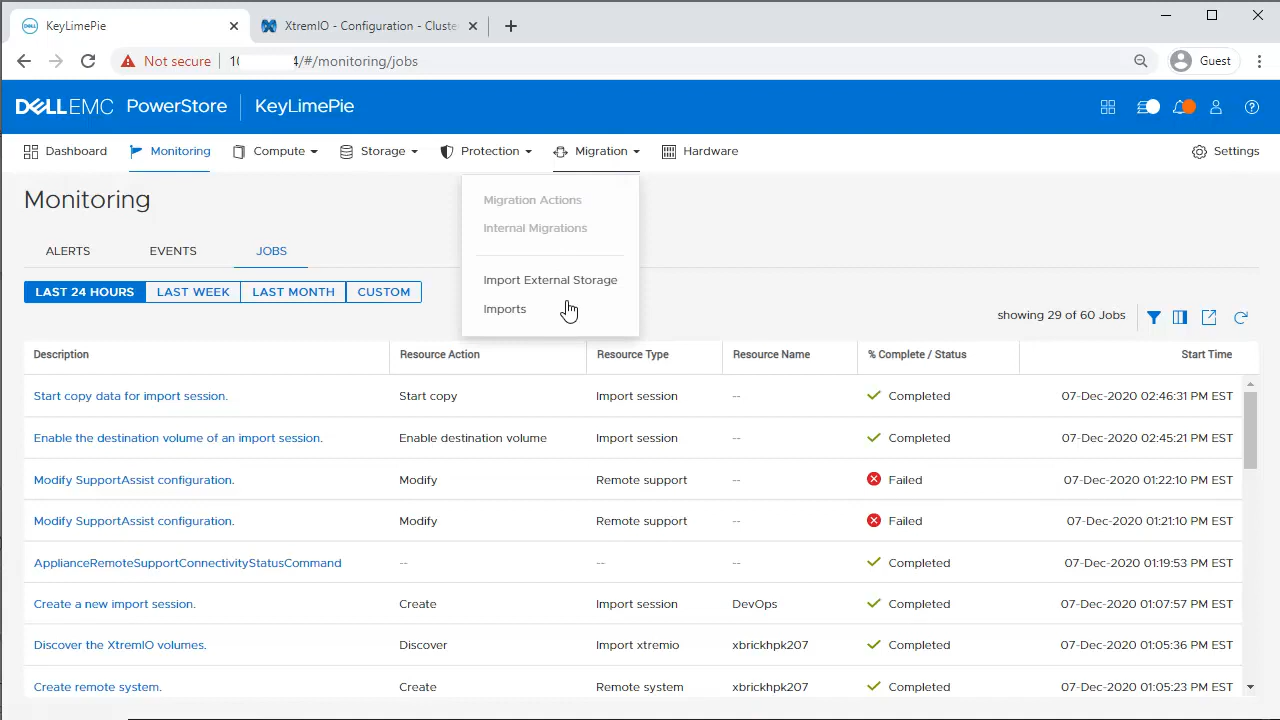 KeyLimePie
XtremIO - Configuration - Cluste
Not secure
4/#/monitoring/jobs
Guest
DELL EMC PowerStore KeyLimePie
Dashboard Monitoring Compute Storage Protection Migration Hardware Settings
Monitoring
Migration Actions
Internal Migrations
Import External Storage
Imports
ALERTS EVENTS JOBS
LAST 24 HOURS LAST WEEK LAST MONTH CUSTOM
showing 29 of 60 Jobs
Description Resource Action Resource Type Resource Name % Complete / Status Start Time
Start copy data for import session. Start copy Import session -- Completed 07-Dec-2020 02:46:31 PM EST
Enable the destination volume of an import session. Enable destination volume Import session -- Completed 07-Dec-2020 02:45:21 PM EST
Modify SupportAssist configuration. Modify Remote support -- Failed 07-Dec-2020 01:22:10 PM EST
Modify SupportAssist configuration. Modify Remote support -- Failed 07-Dec-2020 01:21:10 PM EST
ApplianceRemoteSupportConnectivityStatusCommand -- -- -- Completed 07-Dec-2020 01:19:53 PM EST
Create a new import session. Create Import session DevOps Completed 07-Dec-2020 01:07:57 PM EST
Discover the XtremIO volumes. Discover Import xtremio xbrickhpk207 Completed 07-Dec-2020 01:05:36 PM EST
Create remote system. Create Remote system xbrickhpk207 Completed 07-Dec-2020 01:05:23 PM EST